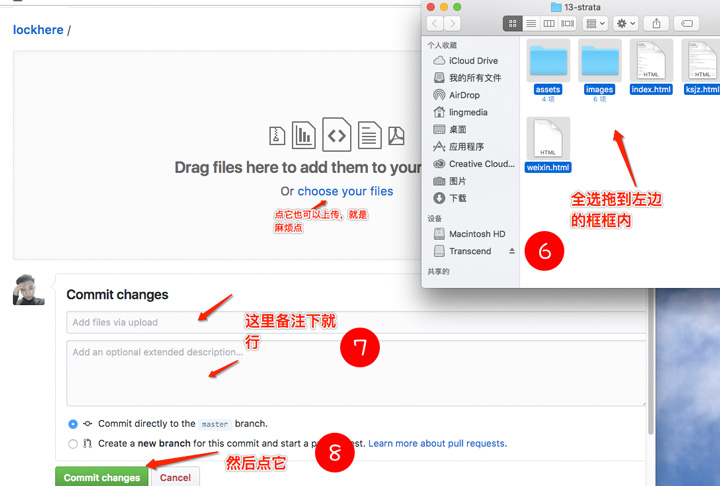 lockhere /
Drag files here to add them to your
Or choose your files
点它也可以上传，就是
麻烦点
Commit changes
Add files via upload
这里备注下就
行
Add an optional extended description...
7
Commit directly to the master branch.
Create a new branch for this commit and start a
Learn more about pull requests.
8
Commit changes
Cancel
然后点它
13-strata
个人收藏
iCloud Drive
我的所有文件
AirDrop
lingmedia
桌面
应用程序
Creative Cloud...
图片
下载
设备
Macintosh HD
Transcend
共享的
HTML
HTML
assets
images
index.html
ksjz.html
4 项
6 项
HTML
weixin.html
全选拖到左边
的框框内
6